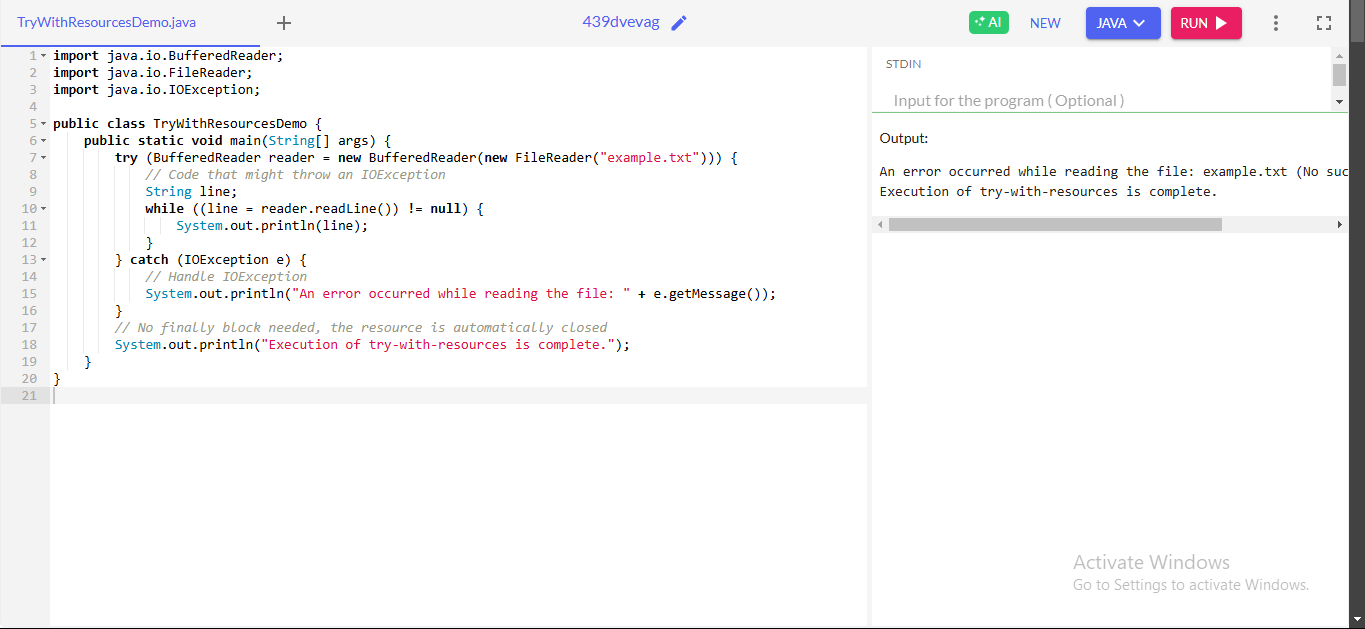 TryWithResourcesDemo.java
439dvevag
AI
NEW
JAVA
RUN
1 import java.io.BufferedReader;
2 import java.io.FileReader;
3 import java.io.IOException;
4
5 public class TryWithResourcesDemo {
6     public static void main(String[] args) {
7         try (BufferedReader reader = new BufferedReader(new FileReader("example.txt"))) {
8             // Code that might throw an IOException
9             String line;
10             while ((line = reader.readLine()) != null) {
11                 System.out.println(line);
12             }
13         } catch (IOException e) {
14             // Handle IOException
15             System.out.println("An error occurred while reading the file: " + e.getMessage());
16         }
17         // No finally block needed, the resource is automatically closed
18         System.out.println("Execution of try-with-resources is complete.");
19     }
20 }
21
STDIN
Input for the program ( Optional )
Output:
An error occurred while reading the file: example.txt (No suc
Execution of try-with-resources is complete.
Activate Windows
Go to Settings to activate Windows.